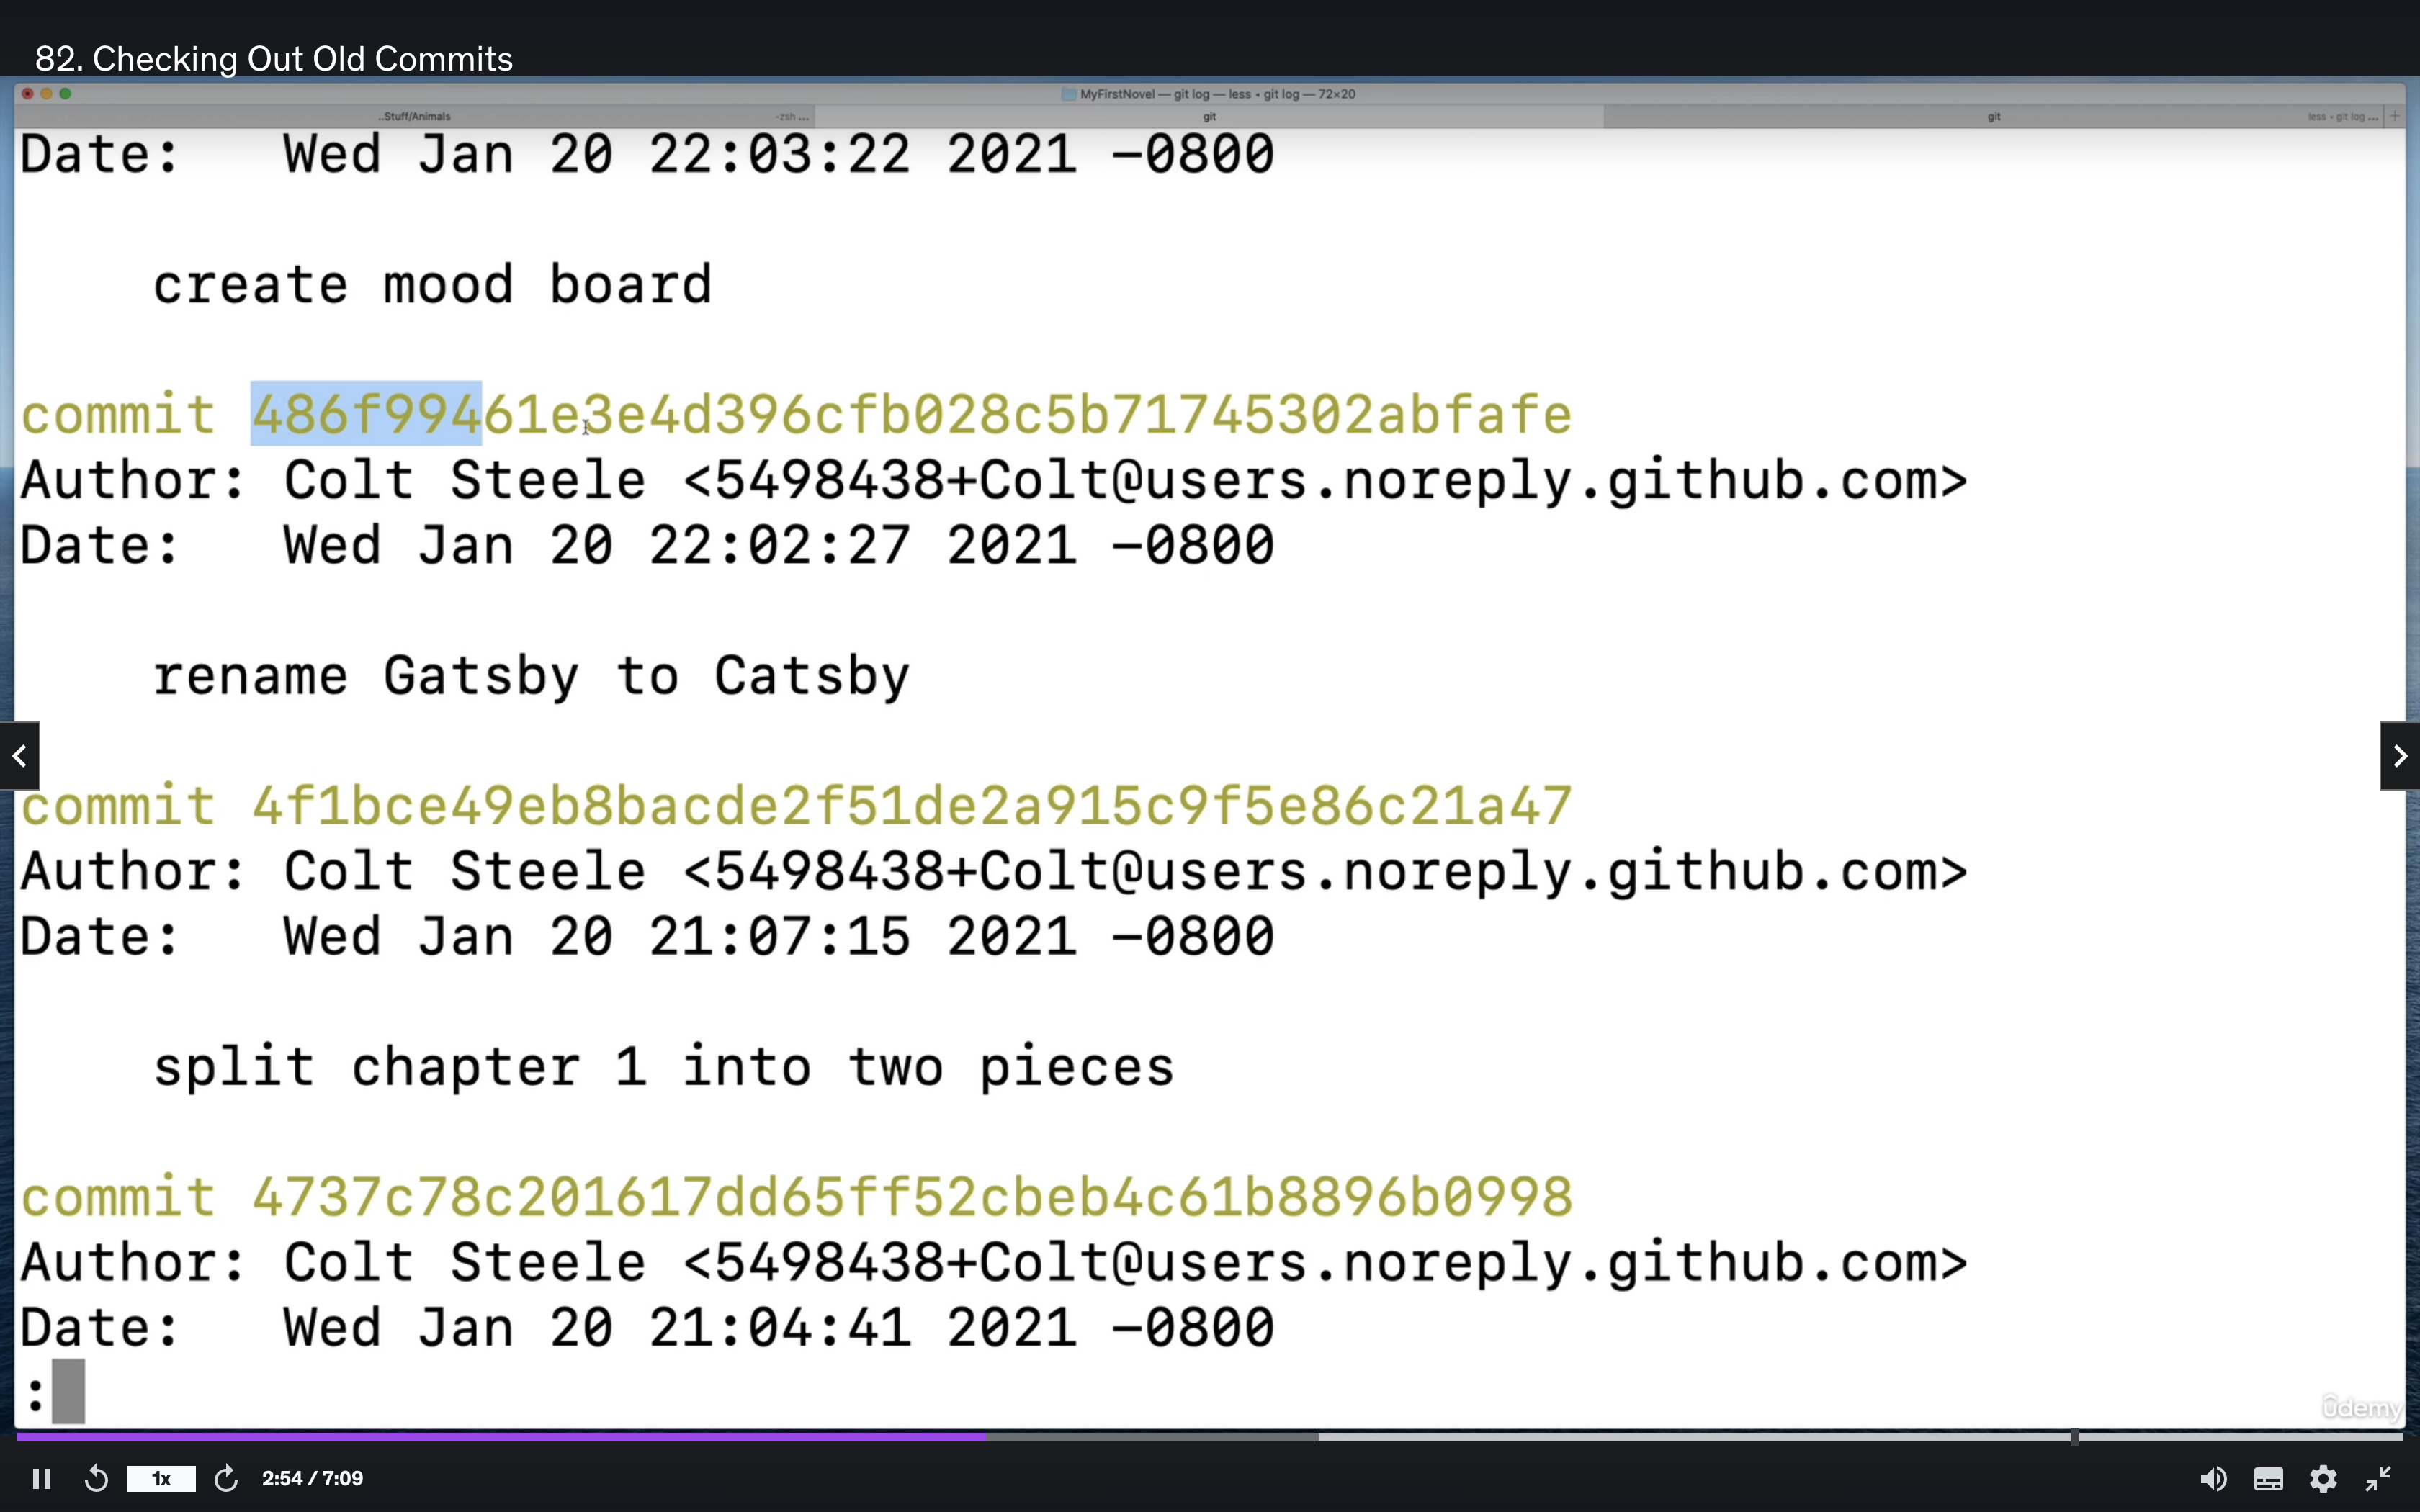 82. Checking Out Old Commits
MyFirstNovel — git log — less • git log — 72×20
..Stuff/Animals
-zsh ...
git
git
less • git log ...
+
Date:   Wed Jan 20 22:03:22 2021 -0800
create mood board
commit 486f99461e3e4d396cfb028c5b71745302abfafe
Author: Colt Steele <5498438+Colt@users.noreply.github.com>
Date:   Wed Jan 20 22:02:27 2021 -0800
rename Gatsby to Catsby
commit 4f1bce49eb8bacde2f51de2a915c9f5e86c21a47
Author: Colt Steele <5498438+Colt@users.noreply.github.com>
Date:   Wed Jan 20 21:07:15 2021 -0800
split chapter 1 into two pieces
commit 4737c78c201617dd65ff52cbeb4c61b8896b0998
Author: Colt Steele <5498438+Colt@users.noreply.github.com>
Date:   Wed Jan 20 21:04:41 2021 -0800
:
ûdemy
1x
2:54 / 7:09